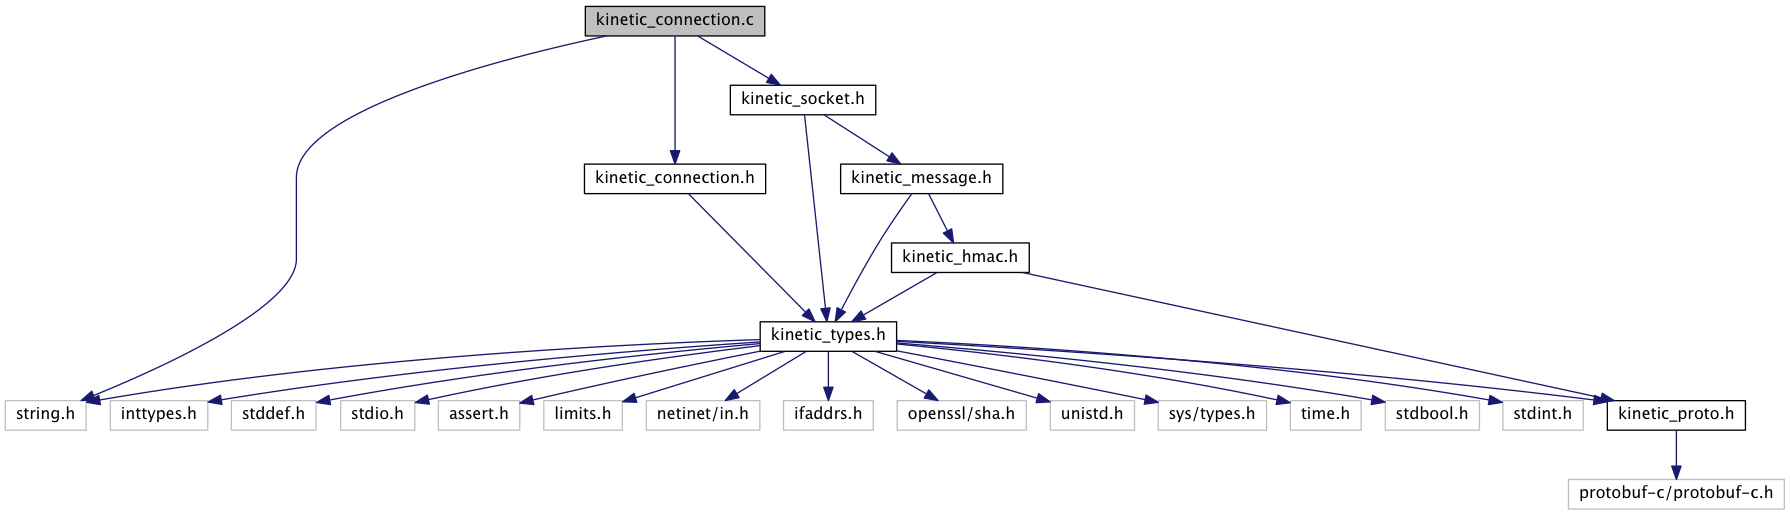 kinetic_connection.c
kinetic_socket.h
kinetic_connection.h
kinetic_message.h
kinetic_hmac.h
kinetic_types.h
string.h
inttypes.h
stddef.h
stdio.h
assert.h
limits.h
netinet/in.h
ifaddrs.h
openssl/sha.h
unistd.h
sys/types.h
time.h
stdbool.h
stdint.h
kinetic_proto.h
protobuf-c/protobuf-c.h